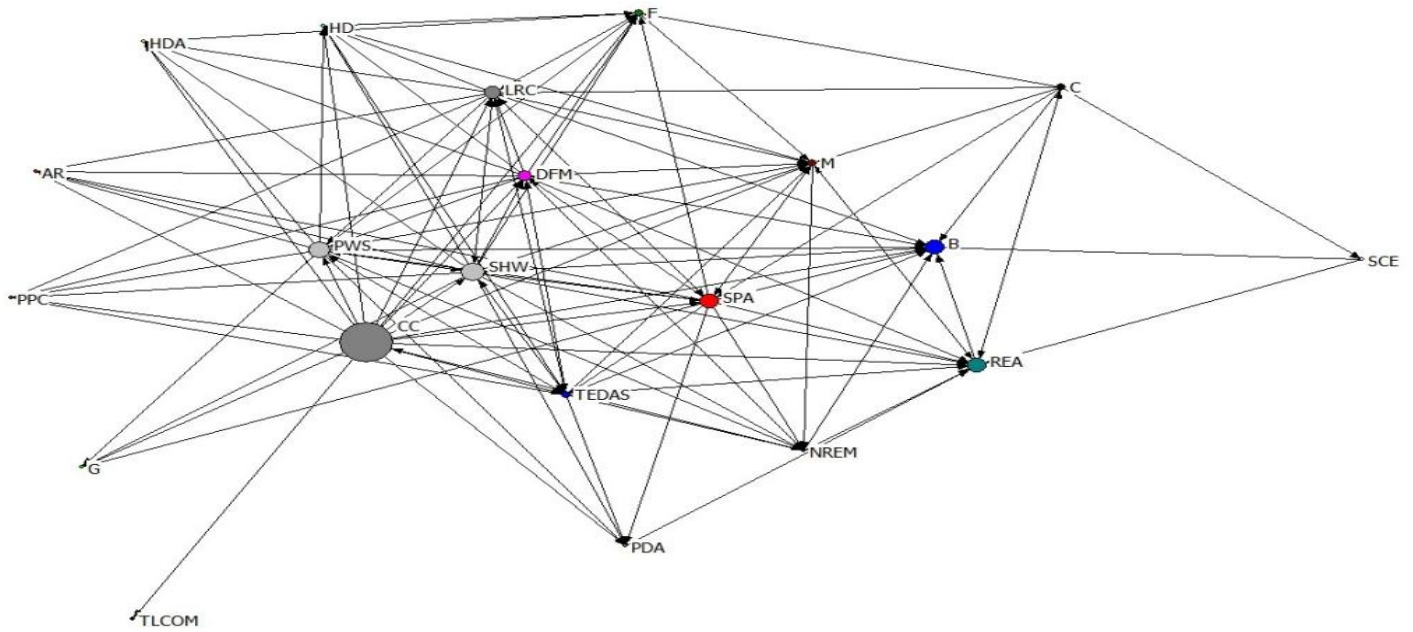 F
HD
HDA
C
LRC
M
AR
DFM
PWS
B
SCE
SHW
PPC
SPA
CC
REA
TEDAS
NREM
G
PDA
TLCOM